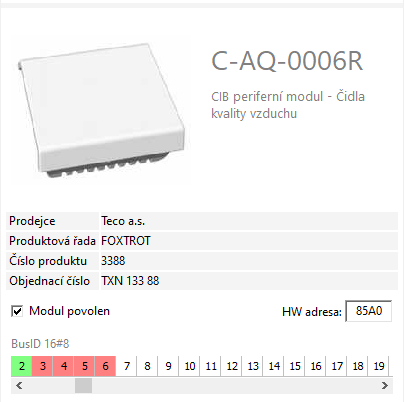 C-AQ-0006R
CIB periferní modul - Čidla
kvality vzduchu
Prodejce Teco a.s.
Produktová řada FOXTROT
Číslo produktu 3388
Objednací číslo TXN 133 88
Modul povolen HW adresa: 85A0
BusID 16#8
2 3 4 5 6 7 8 9 10 11 12 13 14 15 16 17 18 19